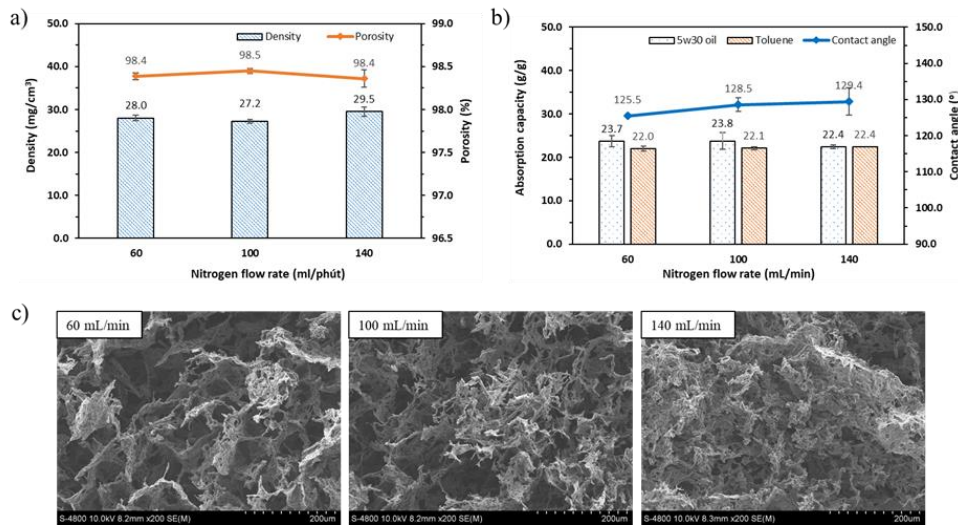 a)
Density
Porosity
50.0
40.0
30.0
20.0
10.0
0.0
Density (mg/cm³)
98.4
98.5
98.4
28.0
27.2
29.5
99.0
98.5
98.0
97.5
97.0
96.5
Porosity (%)
60
100
140
Nitrogen flow rate (ml/phút)
b)
5w30 oil
Toluene
Contact angle
50.0
40.0
30.0
20.0
10.0
0.0
Absorption capacity (g/g)
125.5
128.5
129.4
23.7
22.0
23.8
22.1
22.4
22.4
150.0
140.0
130.0
120.0
110.0
100.0
90.0
Contact angle (°)
60
100
140
Nitrogen flow rate (mL/min)
c)
60 mL/min
100 mL/min
140 mL/min
S-4800 10.0kV 8.2mm x200 SE(M)
200um
S-4800 10.0kV 8.2mm x200 SE(M)
200um
S-4800 10.0kV 8.3mm x200 SE(M)
200um